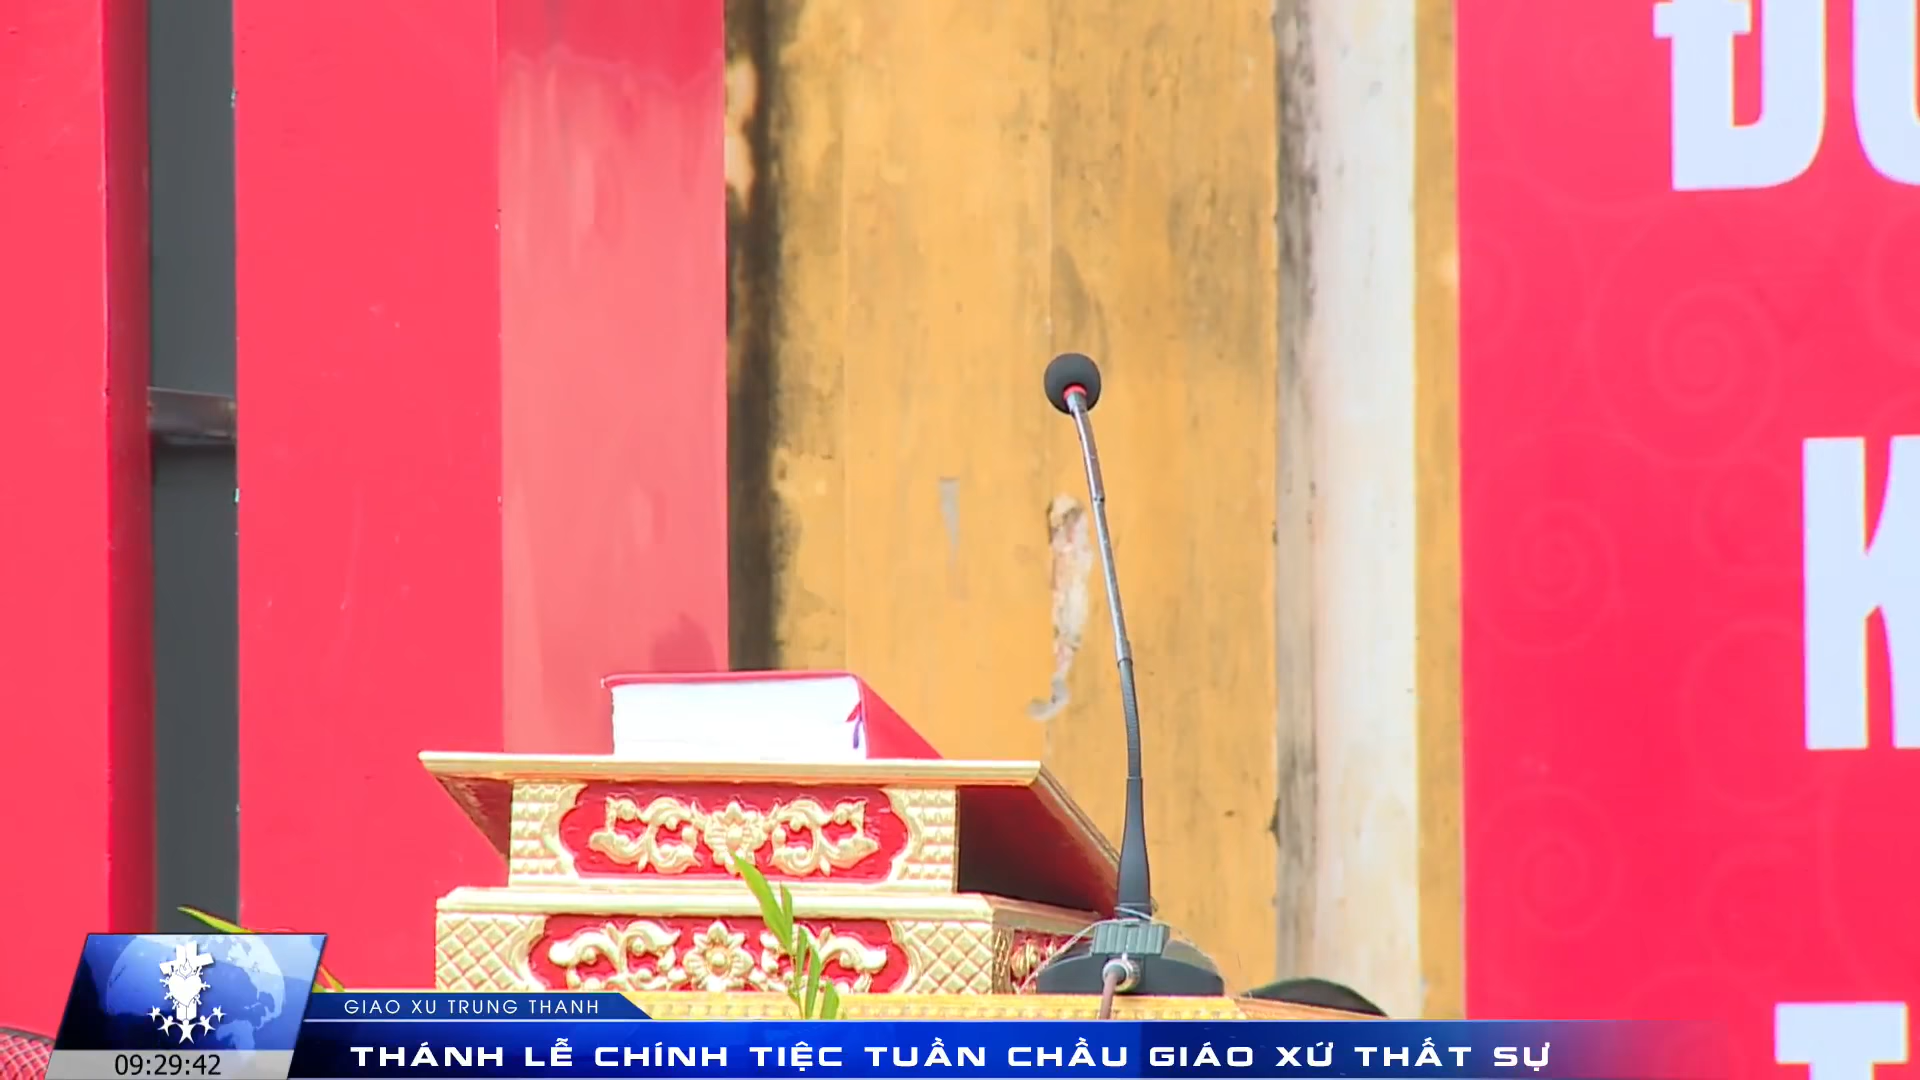 K
GIAO XU TRUNG THANH
THÁNH LỄ CHÍNH TIỆC TUẦN CHẦU GIÁO XỨ THẤT SỰ
09:29:42